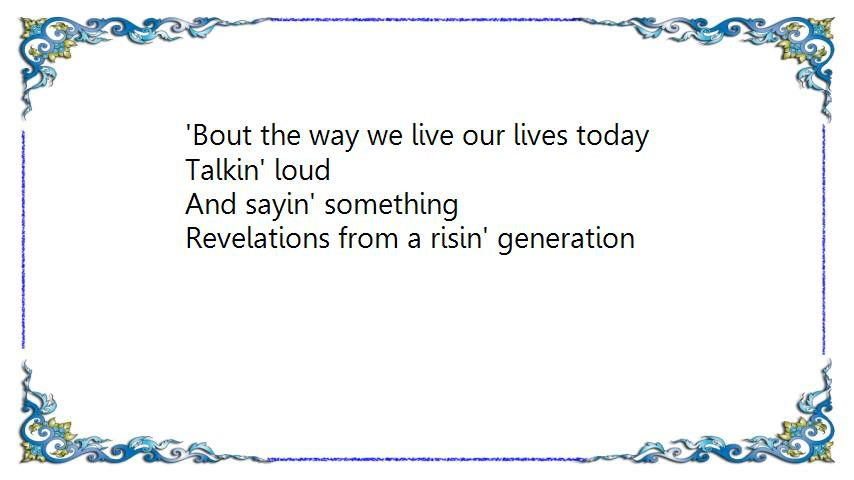 'Bout the way we live our lives today
Talkin' loud
And sayin' something
Revelations from a risin' generation